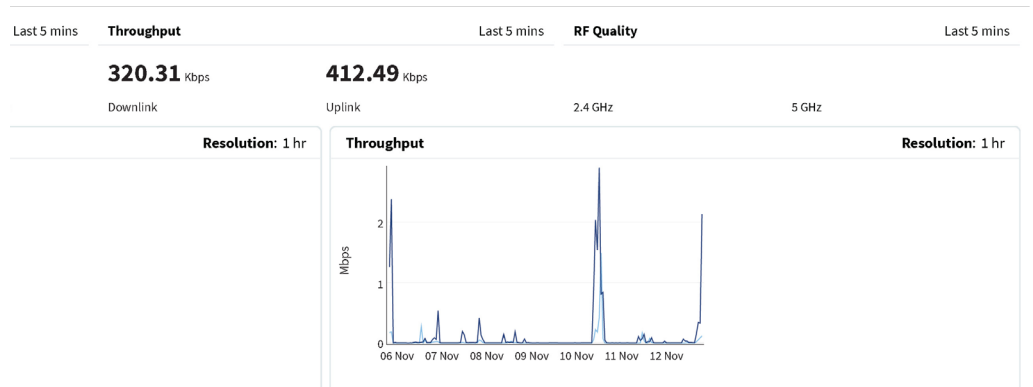 Last 5 mins Throughput Last 5 mins RF Quality Last 5 mins
320.31 Kbps 412.49 Kbps
Downlink Uplink 2.4 GHz 5 GHz
Resolution: 1 hr Throughput Resolution: 1 hr
2
Mbps
1
0
06 Nov 07 Nov 08 Nov 09 Nov 10 Nov 11 Nov 12 Nov